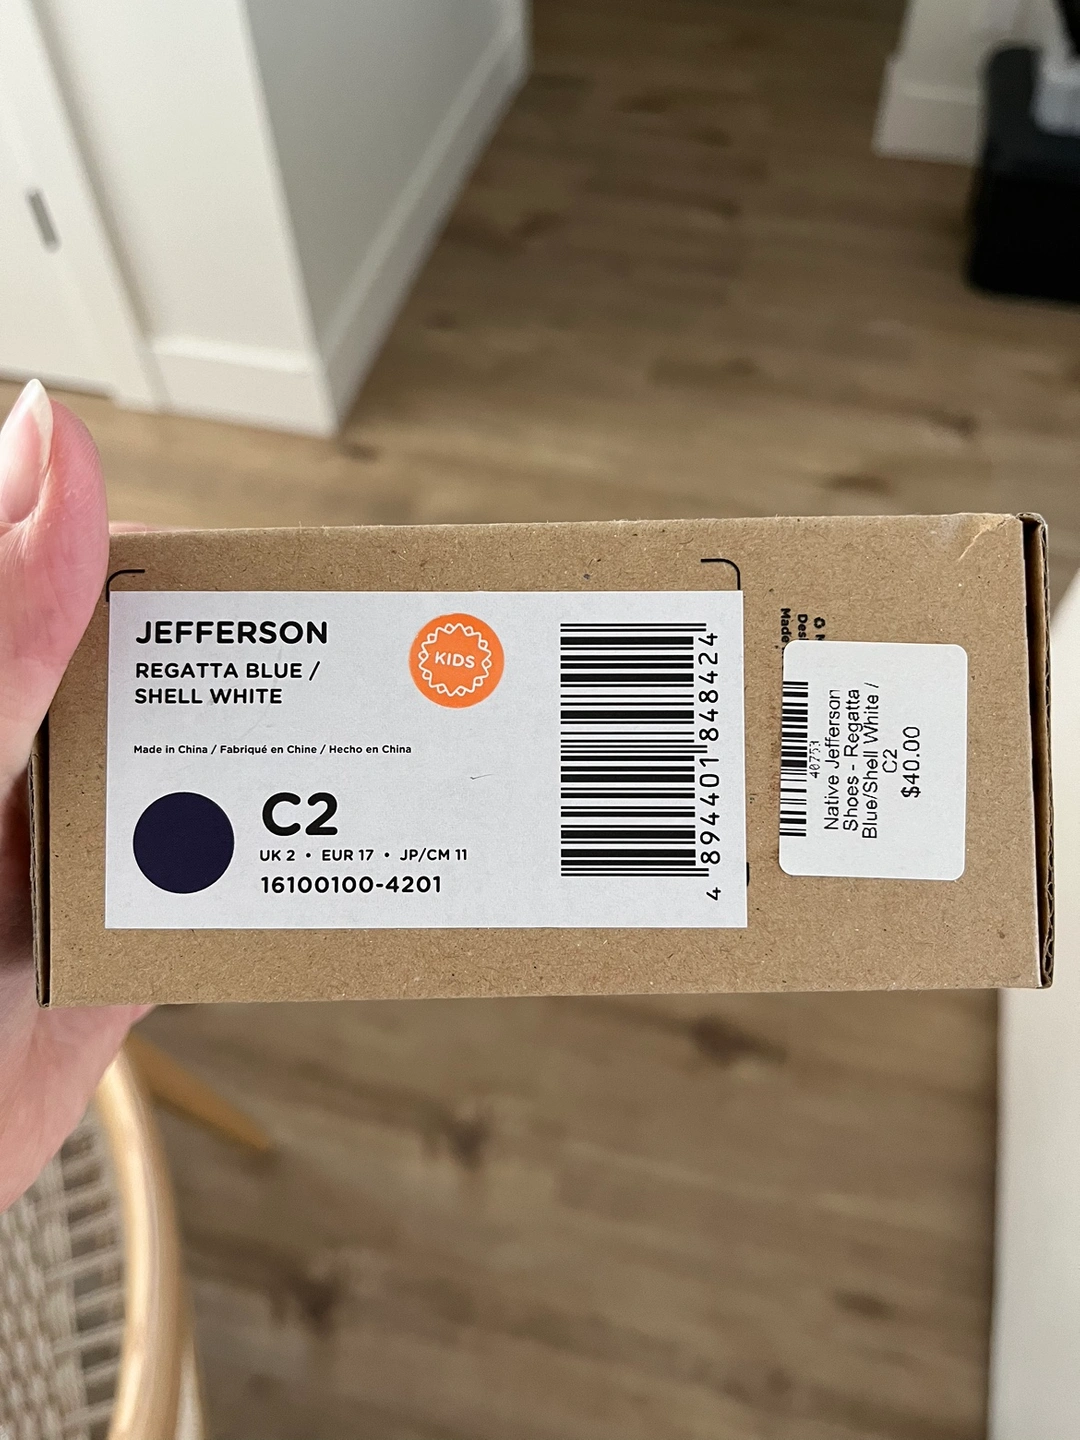 JEFFERSON
REGATTA BLUE /
SHELL WHITE
KIDS
Made in China / Fabriqué en Chine / Hecho en China
C2
UK 2 • EUR 17 • JP/CM 11
16100100-4201
4 894401 848424
Made
40751
Native Jefferson
Shoes - Regatta
Blue/Shell White /
C2
$40.00